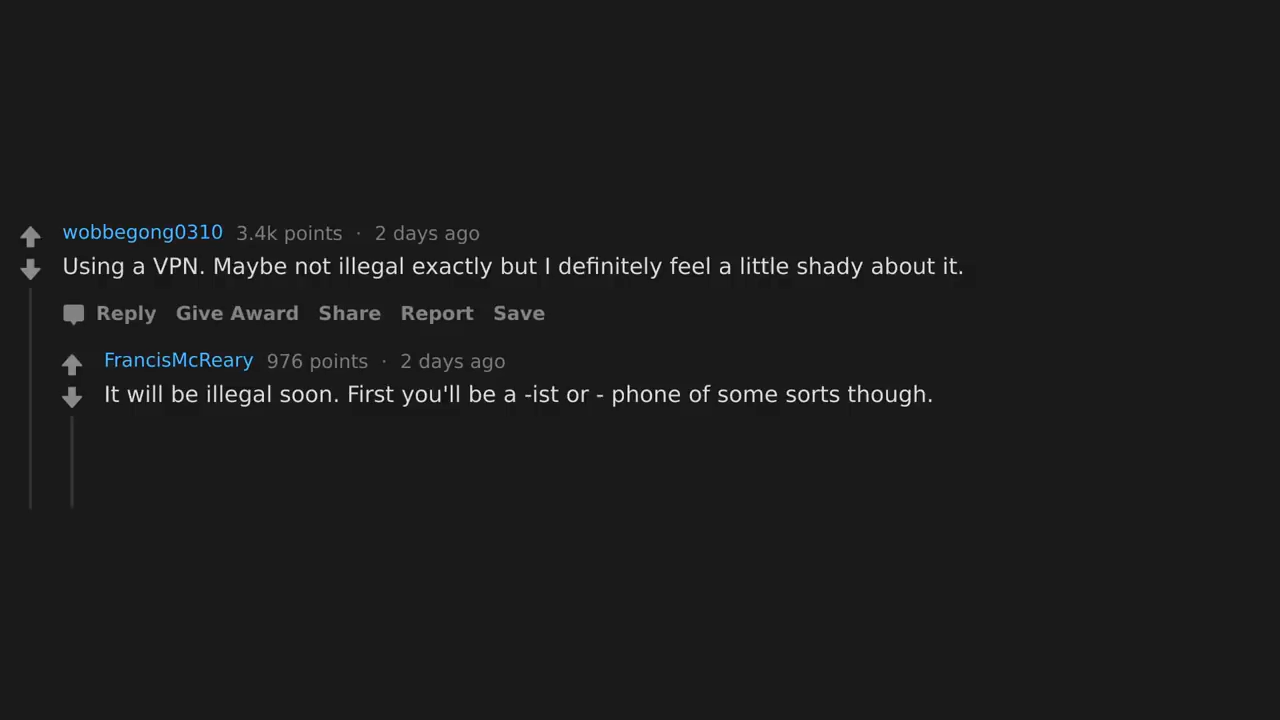 wobbegong0310 3.4k points · 2 days ago
Using a VPN. Maybe not illegal exactly but I definitely feel a little shady about it.
Reply Give Award Share Report Save
FrancisMcReary 976 points · 2 days ago
It will be illegal soon. First you'll be a -ist or - phone of some sorts though.